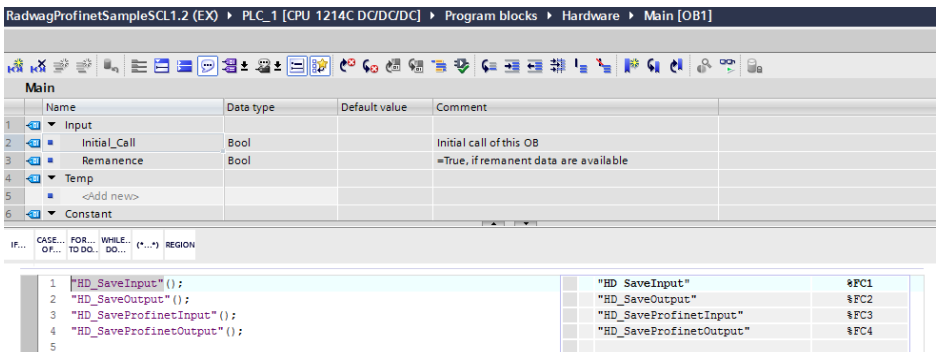 RadwagProfinetSampleSCL1.2 (EX) ▸ PLC_1 [CPU 1214C DC/DC/DC] ▸ Program blocks ▸ Hardware ▸ Main [OB1]
Main
Name Data type Default value Comment
1 Input
2 Initial_Call Bool Initial call of this OB
3 Remanence Bool =True, if remanent data are available
4 Temp
5 <Add new>
6 Constant
IF... CASE... OF... FOR... TO DO... WHILE... DO... (*...*) REGION
1 "HD_SaveInput"(); "HD SaveInput" %FC1
2 "HD_SaveOutput"(); "HD_SaveOutput" %FC2
3 "HD_SaveProfinetInput"(); "HD_SaveProfinetInput" %FC3
4 "HD_SaveProfinetOutput"(); "HD_SaveProfinetOutput" %FC4
5